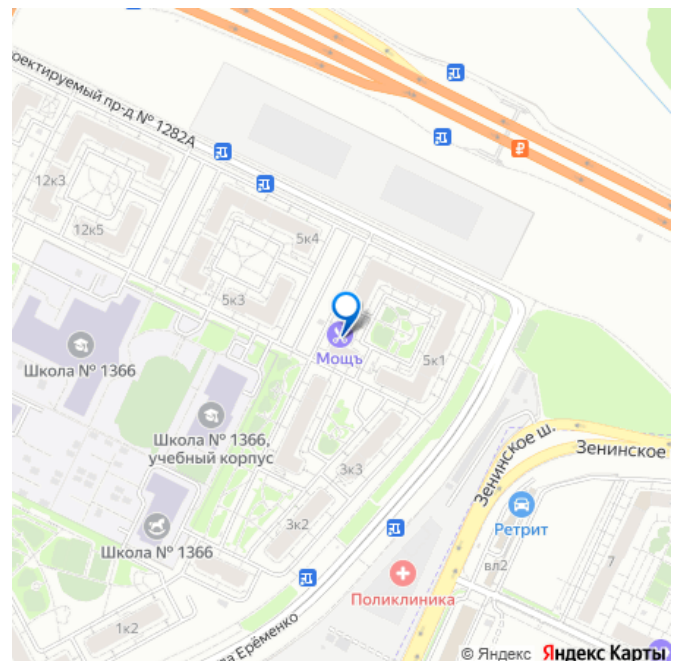 оектируемый пр-д № 1282А
12к3
12к5
5к4
5к3
Мощъ
5к1
Школа № 1366
Школа № 1366,
учебный корпус
3к3
3к2
Школа № 1366
1к2
Зенинское ш.
Зенинское
Ретрит
вл2
7
Поликлиника
ла Ерёменко
© Яндекс Яндекс Карты